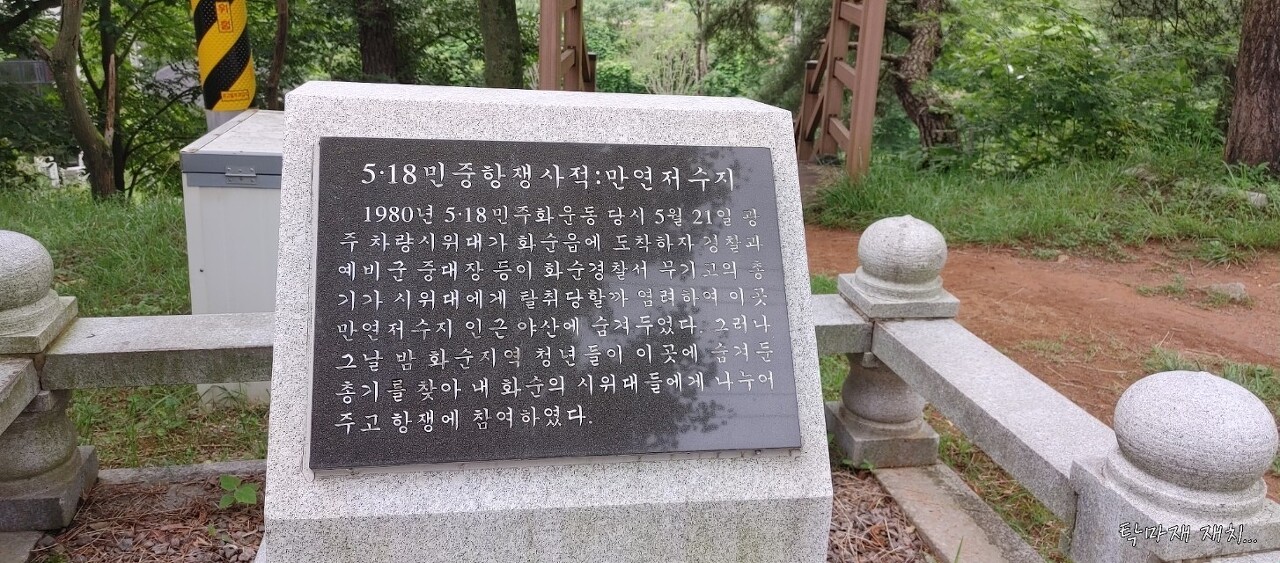 위험
5·18민중항쟁사적:만연저수지
1980년 5·18민주화운동 당시 5월 21일 광
주 차량시위대가 화순읍에 도착하자 경찰과
예비군 중대장 등이 화순경찰서 무기고의 총
기가 시위대에게 탈취당할까 염려하여 이곳
만연저수지 인근 야산에 숨겨두었다. 그러나
그날 밤 화순지역 청년들이 이곳에 숨겨둔
총기를 찾아 내 화순의 시위대들에게 나누어
주고 항쟁에 참여하였다.
탁마재 재치...